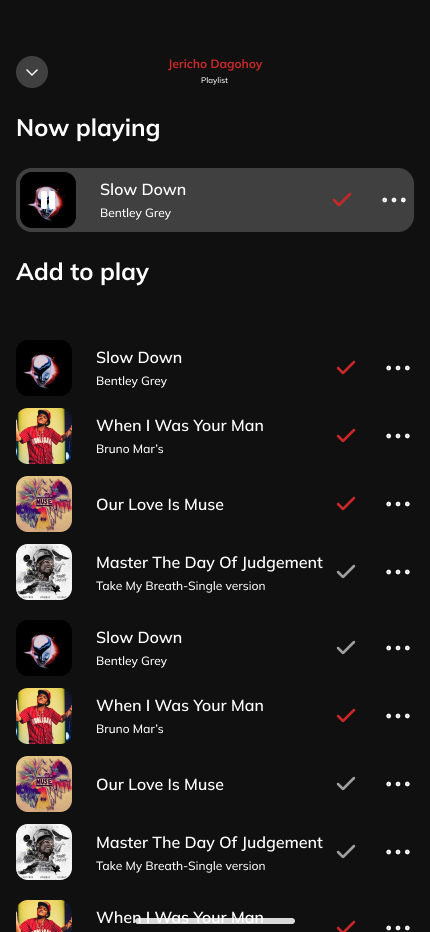 Jericho Dagohoy
Playlist
Now playing
Slow Down
Bentley Grey
Add to play
Slow Down
Bentley Grey
When I Was Your Man
Bruno Mar's
Our Love Is Muse
MUSE
Master The Day Of Judgement
Take My Breath-Single version
Slow Down
Bentley Grey
When I Was Your Man
Bruno Mar's
Our Love Is Muse
MUSE
Master The Day Of Judgement
Take My Breath-Single version
When I Was Your Man